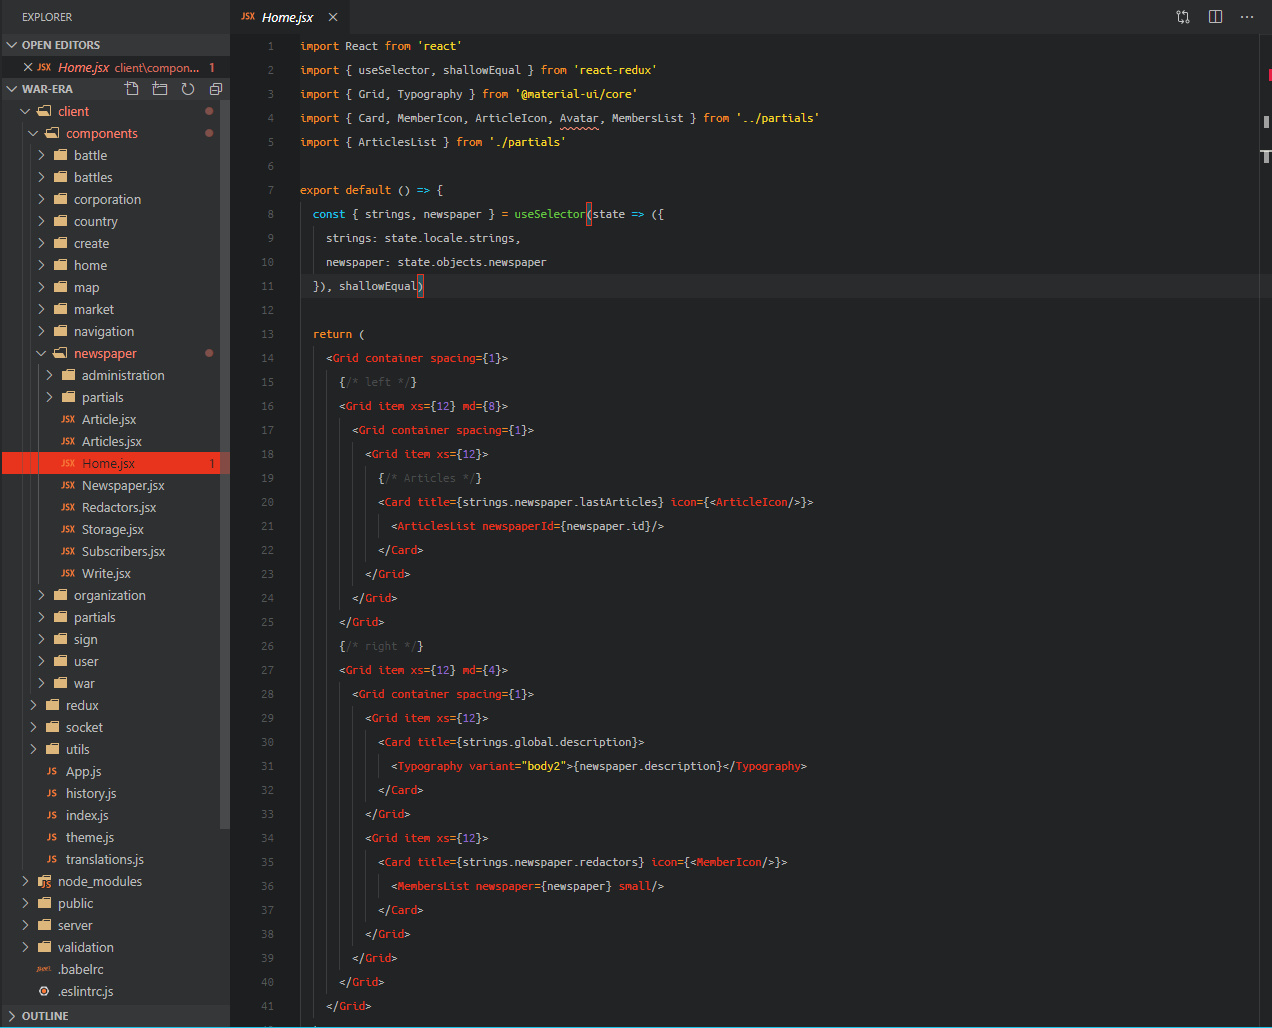 EXPLORER
OPEN EDITORS
JSX Home.jsx client\compon... 1
WAR-ERA
client
components
battle
battles
corporation
country
create
home
map
market
navigation
newspaper
administration
partials
JSX Article.jsx
JSX Articles.jsx
JSX Home.jsx 1
JSX Newspaper.jsx
JSX Redactors.jsx
JSX Storage.jsx
JSX Subscribers.jsx
JSX Write.jsx
organization
partials
sign
user
war
redux
socket
utils
JS App.js
JS history.js
JS index.js
JS theme.js
JS translations.js
JS node_modules
public
server
validation
.babelrc
.eslintrc.js
OUTLINE
JSX Home.jsx
1 import React from 'react'
2 import { useSelector, shallowEqual } from 'react-redux'
3 import { Grid, Typography } from '@material-ui/core'
4 import { Card, MemberIcon, ArticleIcon, Avatar, MembersList } from '../partials'
5 import { ArticlesList } from './partials'
6
7 export default () => {
8 const { strings, newspaper } = useSelector(state => ({
9 strings: state.locale.strings,
10 newspaper: state.objects.newspaper
11 }), shallowEqual)
12
13 return (
14 <Grid container spacing={1}>
15 {/* left */}
16 <Grid item xs={12} md={8}>
17 <Grid container spacing={1}>
18 <Grid item xs={12}>
19 {/* Articles */}
20 <Card title={strings.newspaper.lastArticles} icon={<ArticleIcon/>}>
21 <ArticlesList newspaperId={newspaper.id}/>
22 </Card>
23 </Grid>
24 </Grid>
25 </Grid>
26 {/* right */}
27 <Grid item xs={12} md={4}>
28 <Grid container spacing={1}>
29 <Grid item xs={12}>
30 <Card title={strings.global.description}>
31 <Typography variant="body2">{newspaper.description}</Typography>
32 </Card>
33 </Grid>
34 <Grid item xs={12}>
35 <Card title={strings.newspaper.redactors} icon={<MemberIcon/>}>
36 <MembersList newspaper={newspaper} small/>
37 </Card>
38 </Grid>
39 </Grid>
40 </Grid>
41 </Grid>